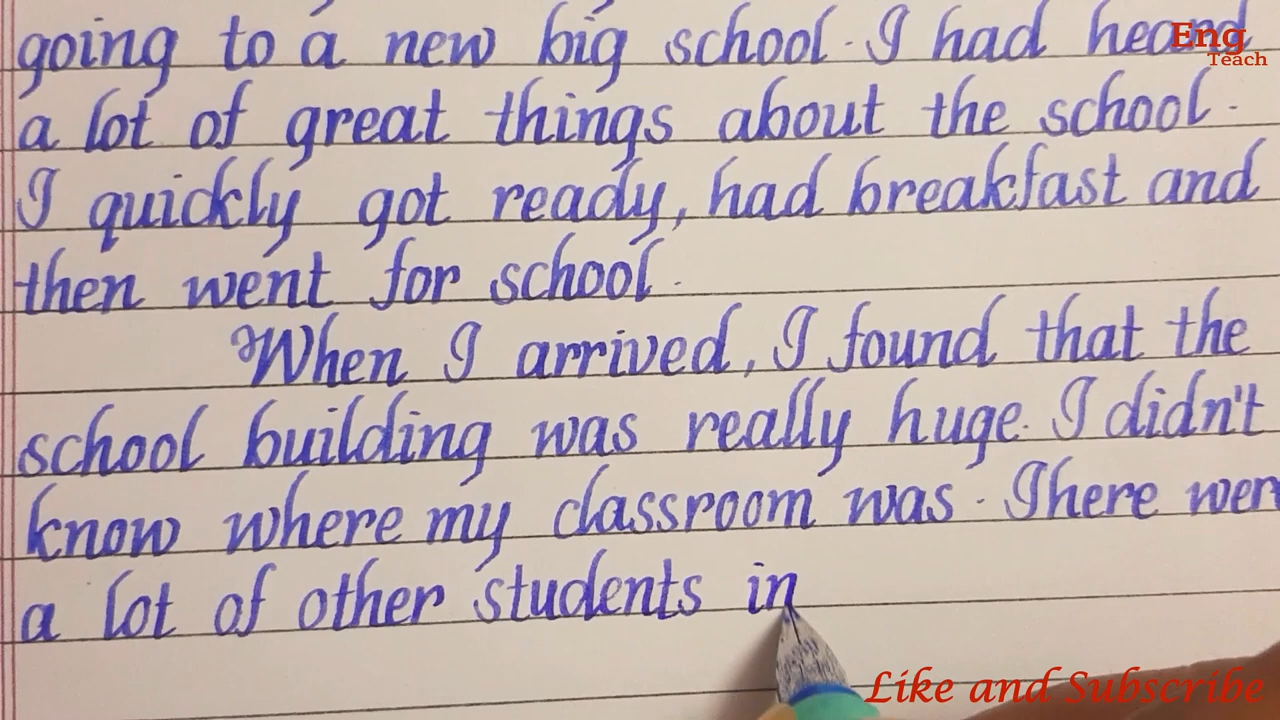 going to a new big school. I had heard
Eng
Teach
a lot of great things about the school.
I quickly got ready, had breakfast and
then went for school.
When I arrived, I found that the
school building was really huge. I didn't
know where my classroom was. There wer
a lot of other students in
Like and Subscribe